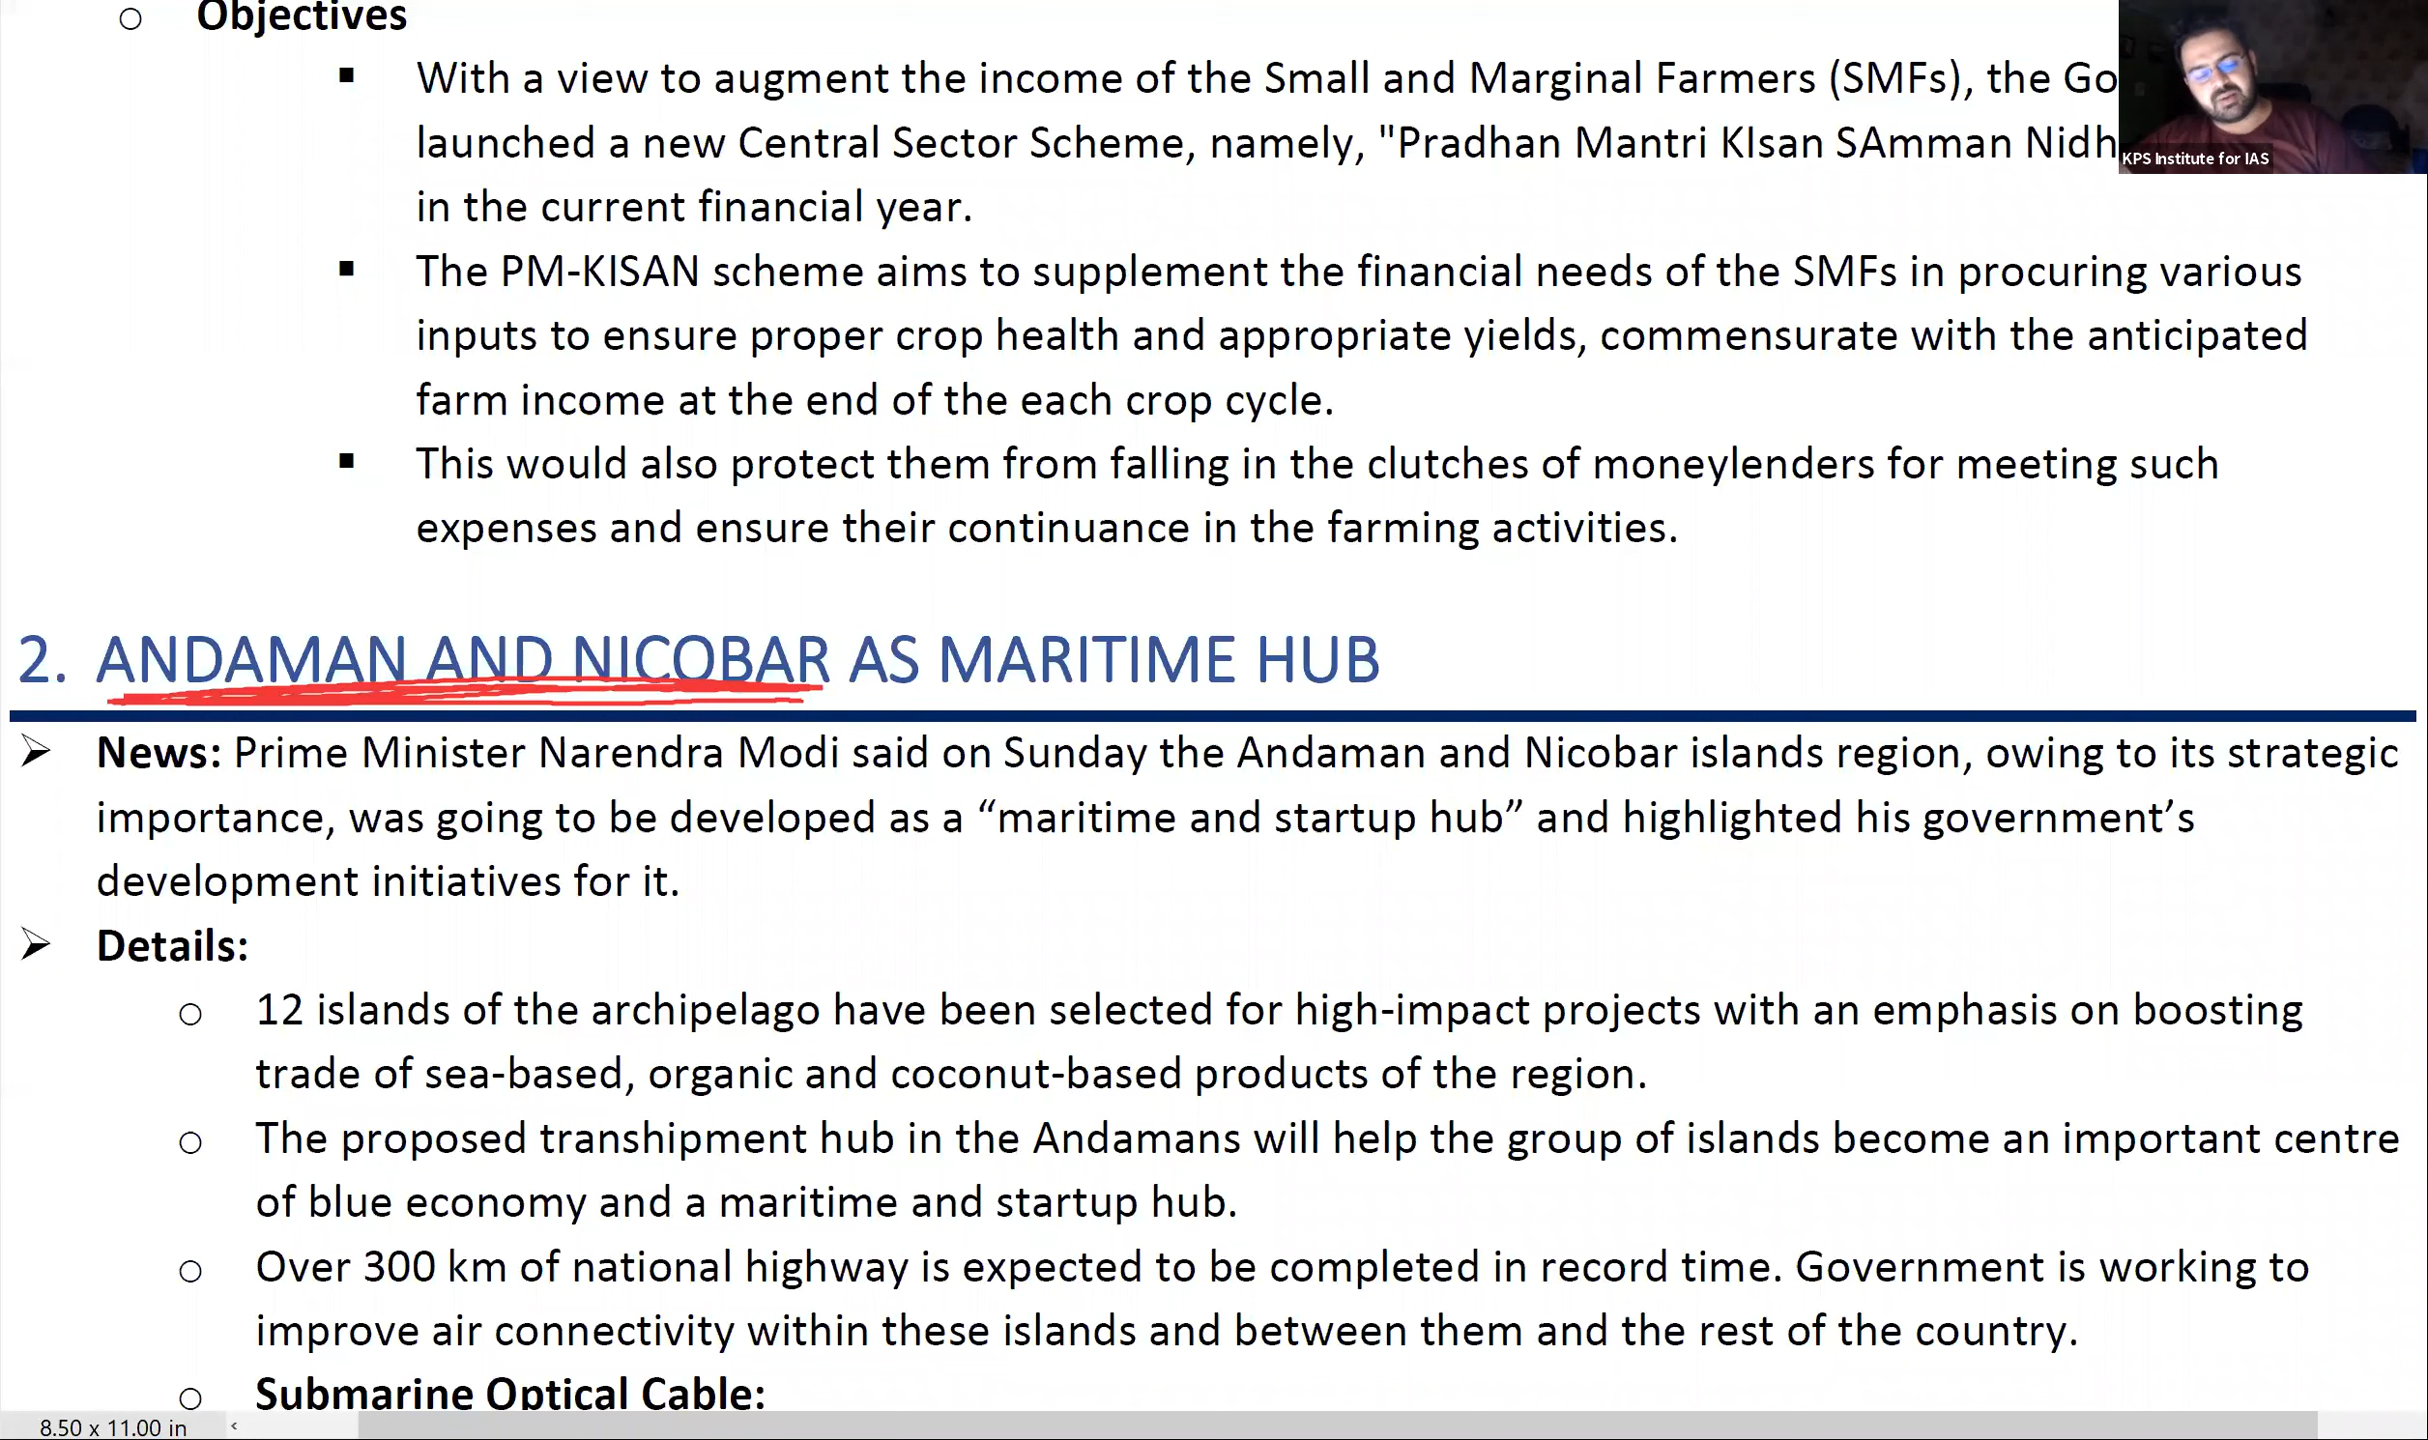 Objectives
With a view to augment the income of the Small and Marginal Farmers (SMFs), the Go
launched a new Central Sector Scheme, namely, "Pradhan Mantri KIsan SAmman Nidh
KPS Institute for IAS
in the current financial year.
The PM-KISAN scheme aims to supplement the financial needs of the SMFs in procuring various
inputs to ensure proper crop health and appropriate yields, commensurate with the anticipated
farm income at the end of the each crop cycle.
This would also protect them from falling in the clutches of moneylenders for meeting such
expenses and ensure their continuance in the farming activities.
2. ANDAMAN AND NICOBAR AS MARITIME HUB
News: Prime Minister Narendra Modi said on Sunday the Andaman and Nicobar islands region, owing to its strategic
importance, was going to be developed as a “maritime and startup hub” and highlighted his government’s
development initiatives for it.
Details:
12 islands of the archipelago have been selected for high-impact projects with an emphasis on boosting
trade of sea-based, organic and coconut-based products of the region.
The proposed transhipment hub in the Andamans will help the group of islands become an important centre
of blue economy and a maritime and startup hub.
Over 300 km of national highway is expected to be completed in record time. Government is working to
improve air connectivity within these islands and between them and the rest of the country.
Submarine Optical Cable:
8.50 x 11.00 in